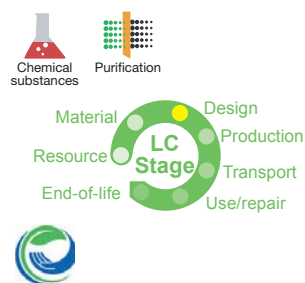 Chemical
substances
Purification
Design
Material
Production
LC
Stage
Resource
Transport
End-of-life
Use/repair